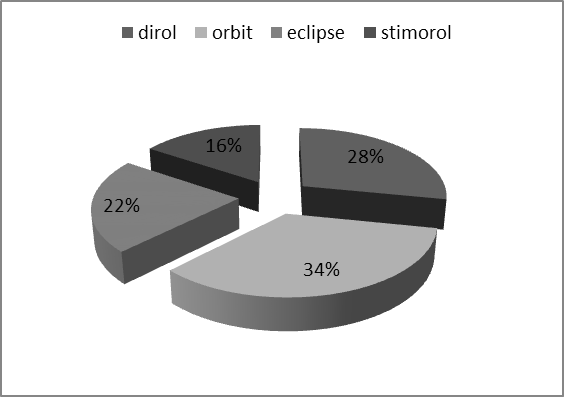 dirol orbit eclipse stimorol
16%
28%
22%
34%